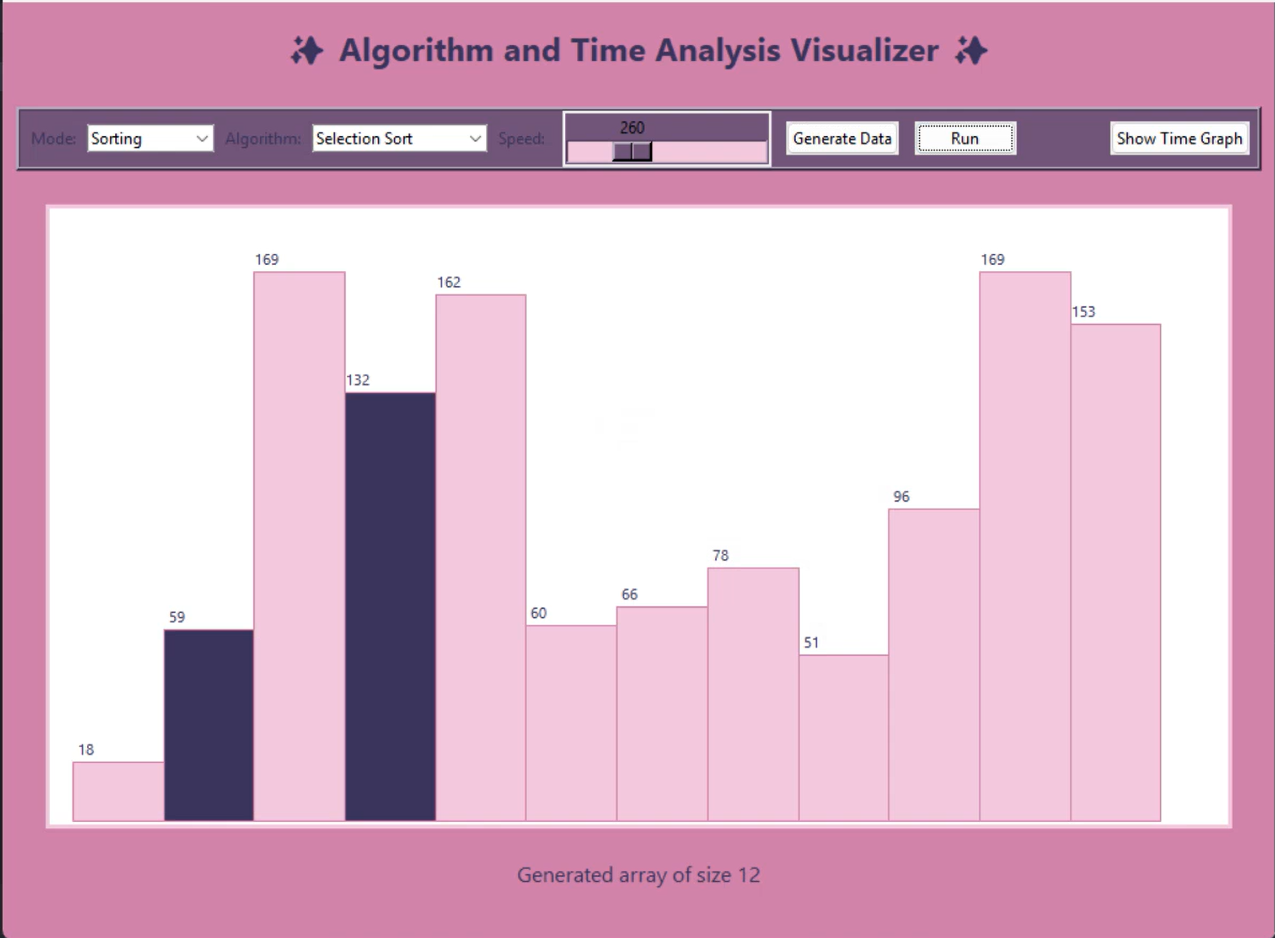 ✨ Algorithm and Time Analysis Visualizer ✨
Mode: Sorting Algorithm: Selection Sort Speed: 260 Generate Data Run Show Time Graph
18 59 169 132 162 60 66 78 51 96 169 153
Generated array of size 12